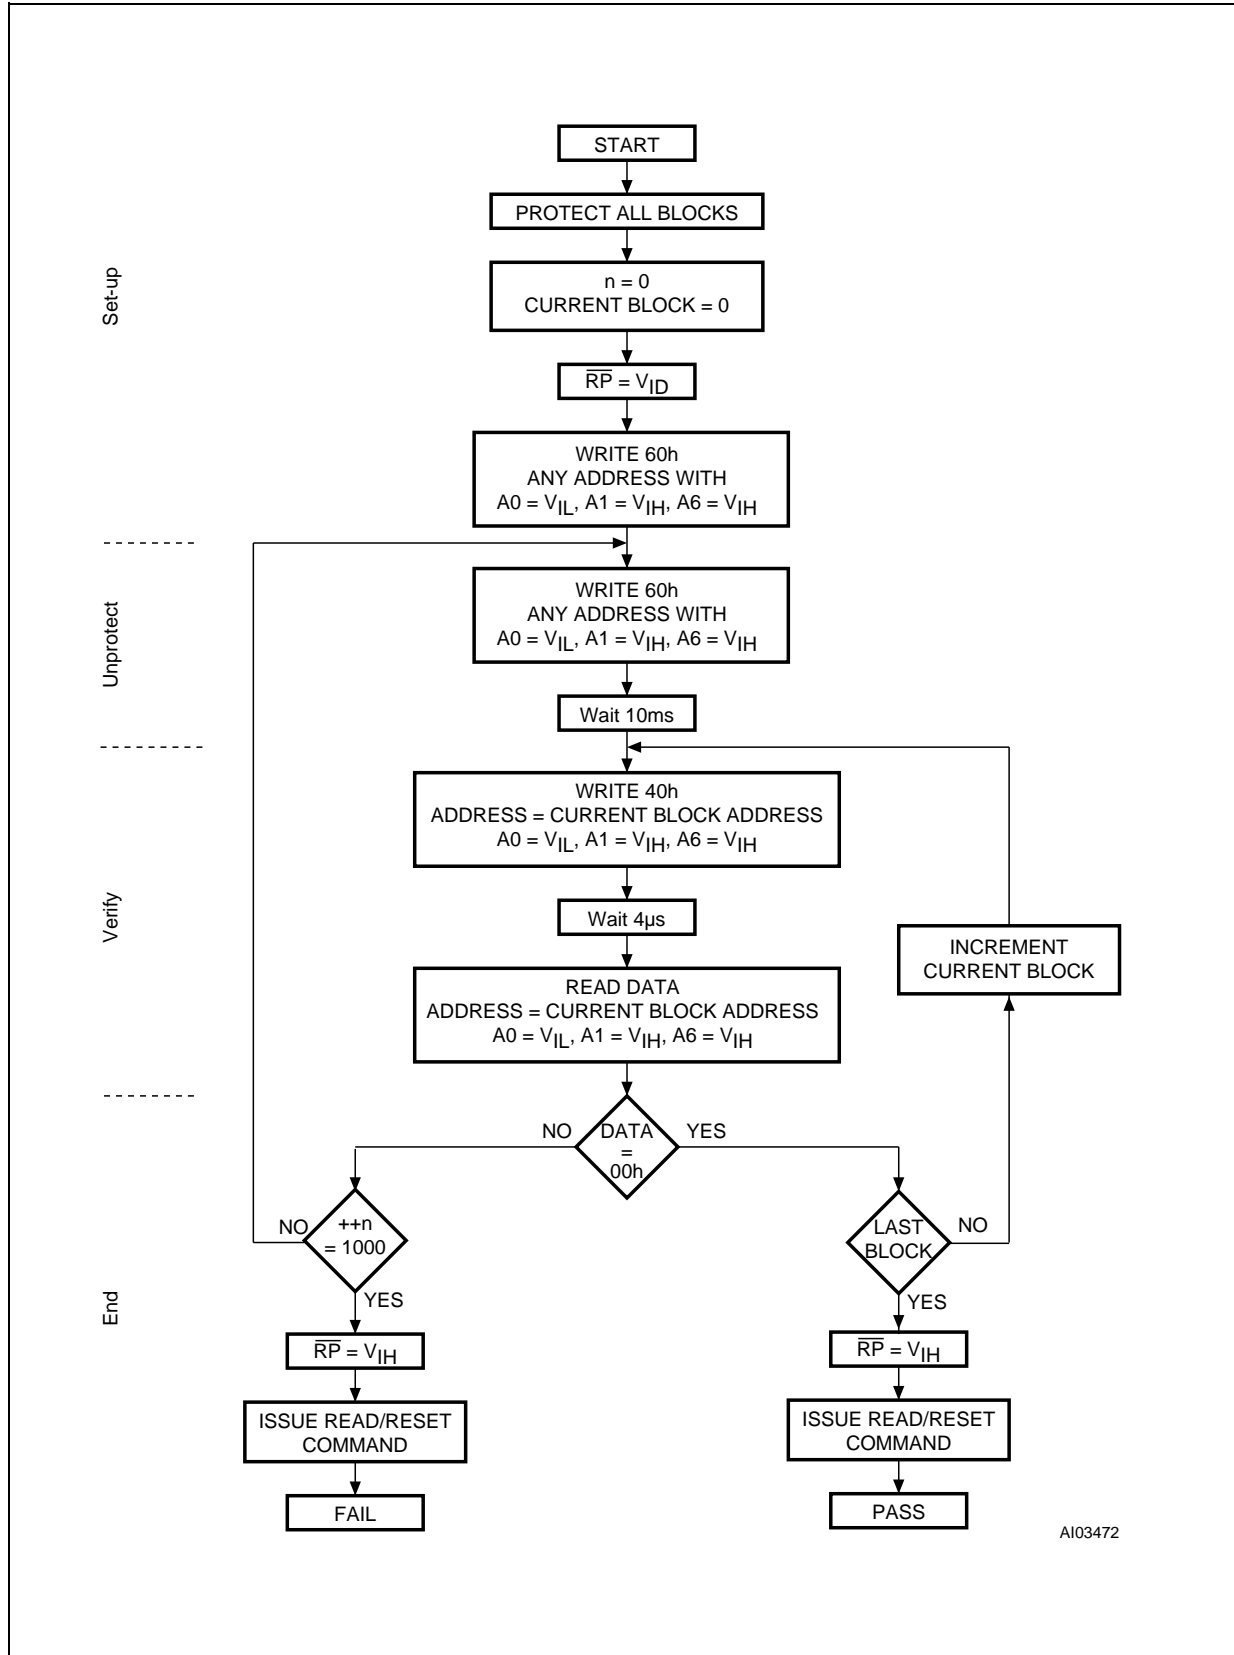 START
PROTECT ALL BLOCKS
Set-up
n = 0
CURRENT BLOCK = 0
R̅P̅ = VID
WRITE 60h
ANY ADDRESS WITH
A0 = VIL, A1 = VIH, A6 = VIH
Unprotect
WRITE 60h
ANY ADDRESS WITH
A0 = VIL, A1 = VIH, A6 = VIH
Wait 10ms
Verify
WRITE 40h
ADDRESS = CURRENT BLOCK ADDRESS
A0 = VIL, A1 = VIH, A6 = VIH
Wait 4µs
INCREMENT
CURRENT BLOCK
READ DATA
ADDRESS = CURRENT BLOCK ADDRESS
A0 = VIL, A1 = VIH, A6 = VIH
End
NO
DATA
=
00h
YES
NO
++n
= 1000
YES
LAST
BLOCK
NO
YES
R̅P̅ = VIH
R̅P̅ = VIH
ISSUE READ/RESET
COMMAND
ISSUE READ/RESET
COMMAND
FAIL
PASS
AI03472